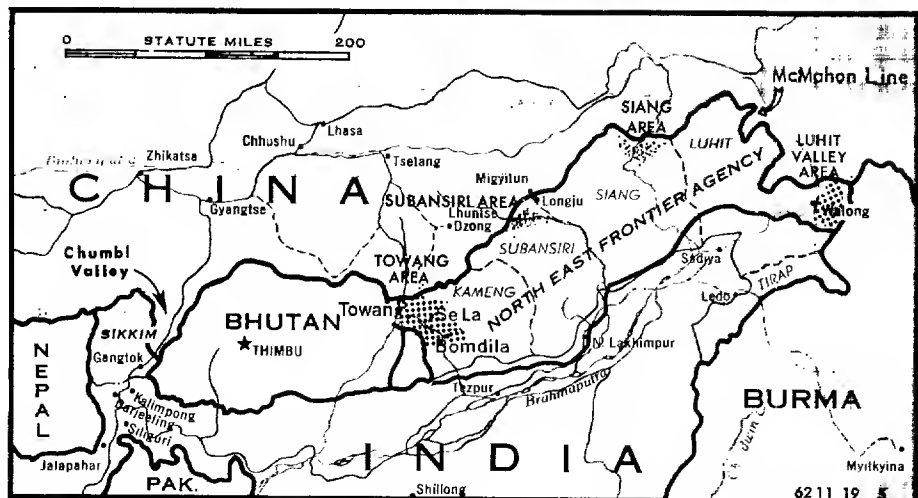 0 STATUTE MILES 200
McMahon Line
SIANG AREA
LUHIT
LUHIT VALLEY AREA
Lhasa
Chhushu
Zhikatsa
Tselang
Migyitun
SIANG
CHINA
SUBANSIRI AREA
Longju
Walong
Gyangtse
Lhuntse Dzong
NORTH EAST FRONTIER AGENCY
Chumbi Valley
SUBANSIRI
Sadiya
TOWANG AREA
TIRAP
KAMENG
Ledo
Towang
Se La
BHUTAN
SIKKIM
NEPAL
THIMBU
Bomdila
N. Lakhimpur
Gangtok
Tezpur
Brahmaputra
BURMA
Kalimpong
Darjeeling
Siliguri
INDIA
Jalapahar
PAK.
Shillong
Myitkyina
62 11 19